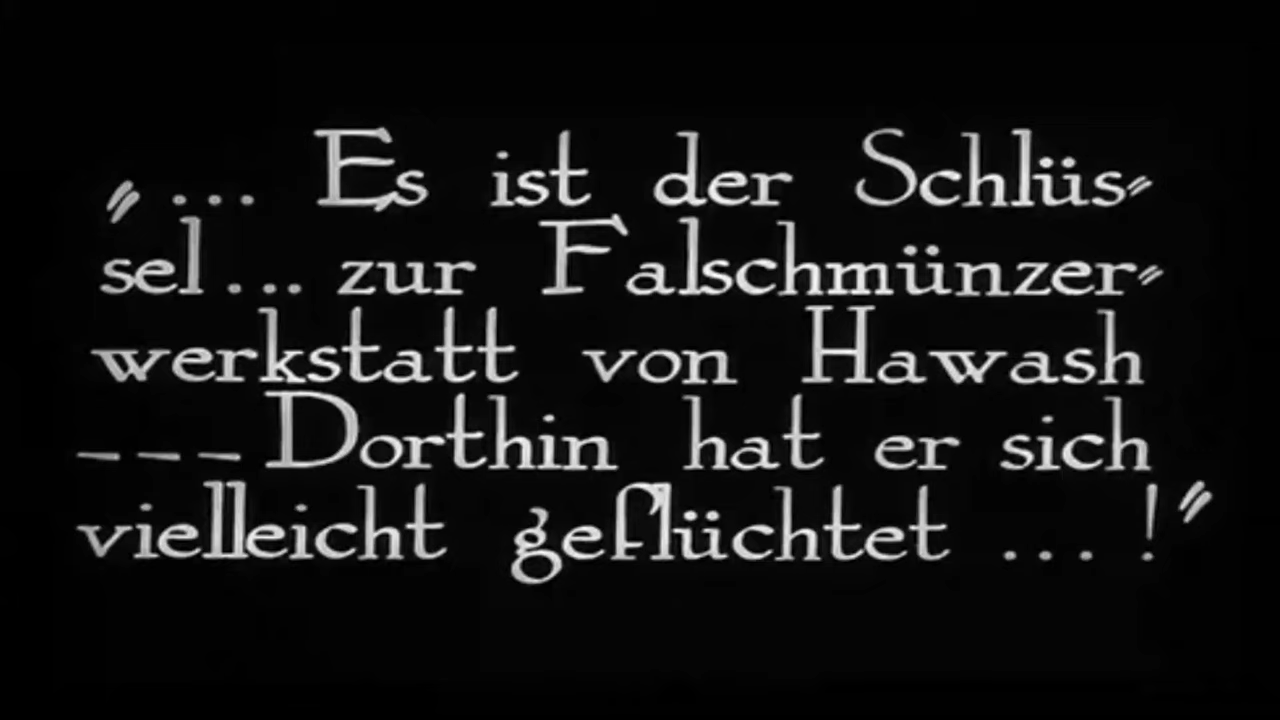 „... Es ist der Schlüs-
sel... zur Falschmünzer-
werkstatt von Hawash
--- Dorthin hat er sich
vielleicht geflüchtet ... !"